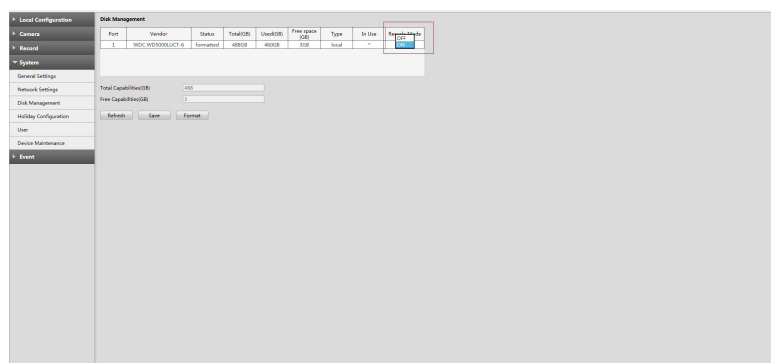 Local Configuration
Camera
Record
System
General Settings
Network Settings
Disk Management
Holiday Configuration
User
Device Maintenance
Event
Disk Management
Port Vendor Status Total(GB) Used(GB) Free space (GB) Type In Use Mode
OFF
1 WDC WD5000LUCT-6 formatted 488GB 460GB 3GB local * ON
Total Capabilities(GB) 488
Free Capabilities(GB) 3
Refresh Save Format